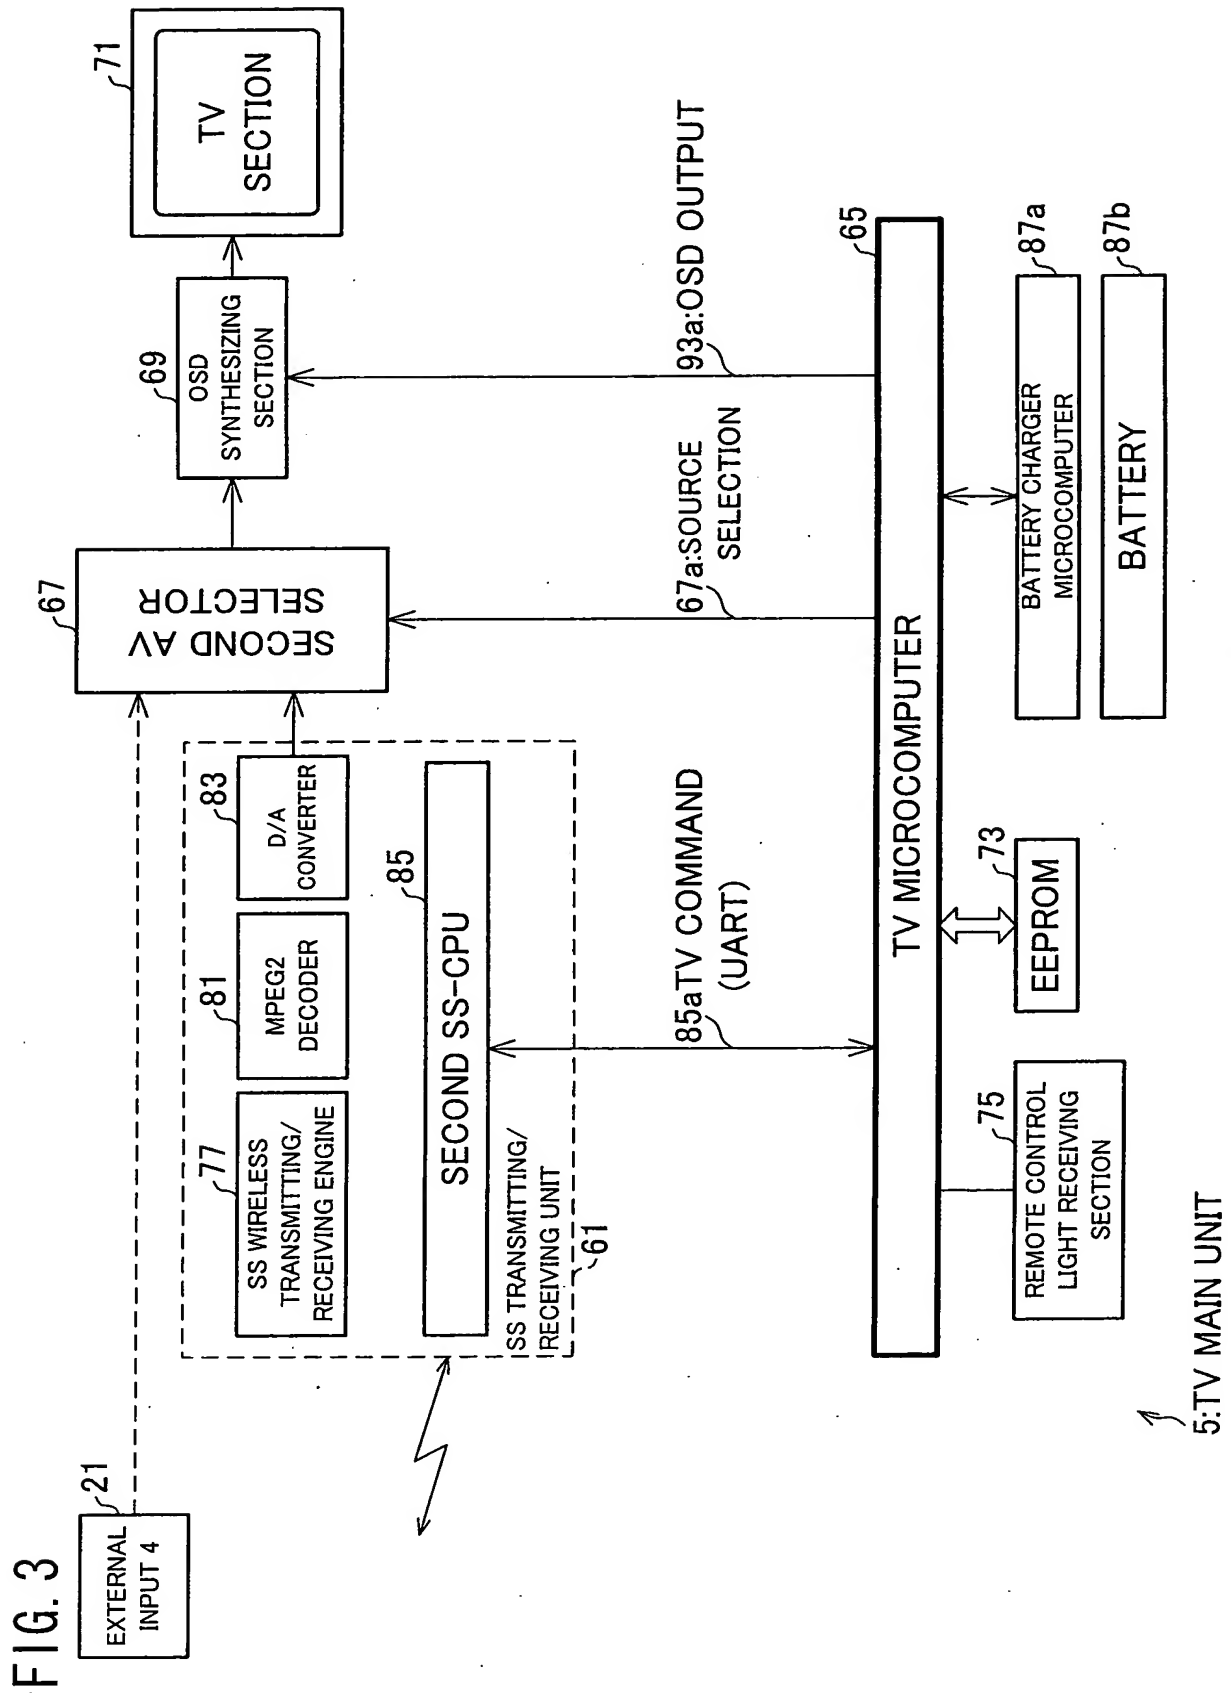 FIG. 3
EXTERNAL
INPUT 4
21
77
SS WIRELESS
TRANSMITTING/
RECEIVING ENGINE
81
MPEG2
DECODER
83
D/A
CONVERTER
85
SECOND SS-CPU
SS TRANSMITTING/
RECEIVING UNIT
61
67
SECOND AV
SELECTOR
69
OSD
SYNTHESIZING
SECTION
71
TV
SECTION
85aTV COMMAND
(UART)
67a:SOURCE
SELECTION
93a:OSD OUTPUT
65
TV MICROCOMPUTER
75
REMOTE CONTROL
LIGHT RECEIVING
SECTION
73
EEPROM
87a
BATTERY CHARGER
MICROCOMPUTER
87b
BATTERY
5:TV MAIN UNIT